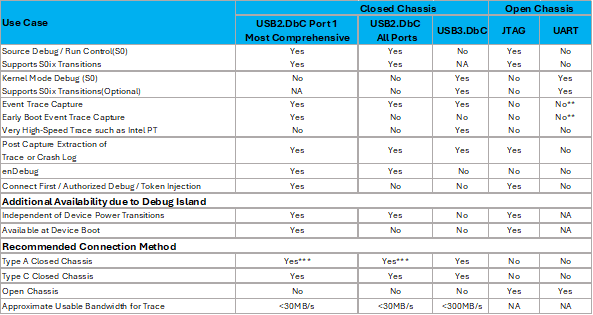 Use Case Closed Chassis Open Chassis
USB2.DbC Port 1 Most Comprehensive USB2.DbC All Ports USB3.DbC JTAG UART
Source Debug / Run Control(S0) Yes Yes No Yes No
Supports S0ix Transitions Yes Yes NA Yes No
Kernel Mode Debug (S0) No No Yes No Yes
Supports S0ix Transitions(Optional) NA No Yes No Yes
Event Trace Capture Yes Yes Yes No No**
Early Boot Event Trace Capture Yes No No No No**
Very High-Speed Trace such as Intel PT No No Yes No No
Post Capture Extraction of
Trace or Crash Log Yes Yes Yes Yes No
enDebug Yes Yes No No No
Connect First / Authorized Debug / Token Injection Yes No No Yes No
Additional Availability due to Debug Island
Independent of Device Power Transitions Yes Yes No Yes NA
Available at Device Boot Yes No No Yes NA
Recommended Connection Method
Type A Closed Chassis Yes*** Yes*** Yes No No
Type C Closed Chassis Yes Yes Yes No No
Open Chassis No No No Yes Yes
Approximate Usable Bandwidth for Trace <30MB/s <30MB/s <300MB/s NA NA